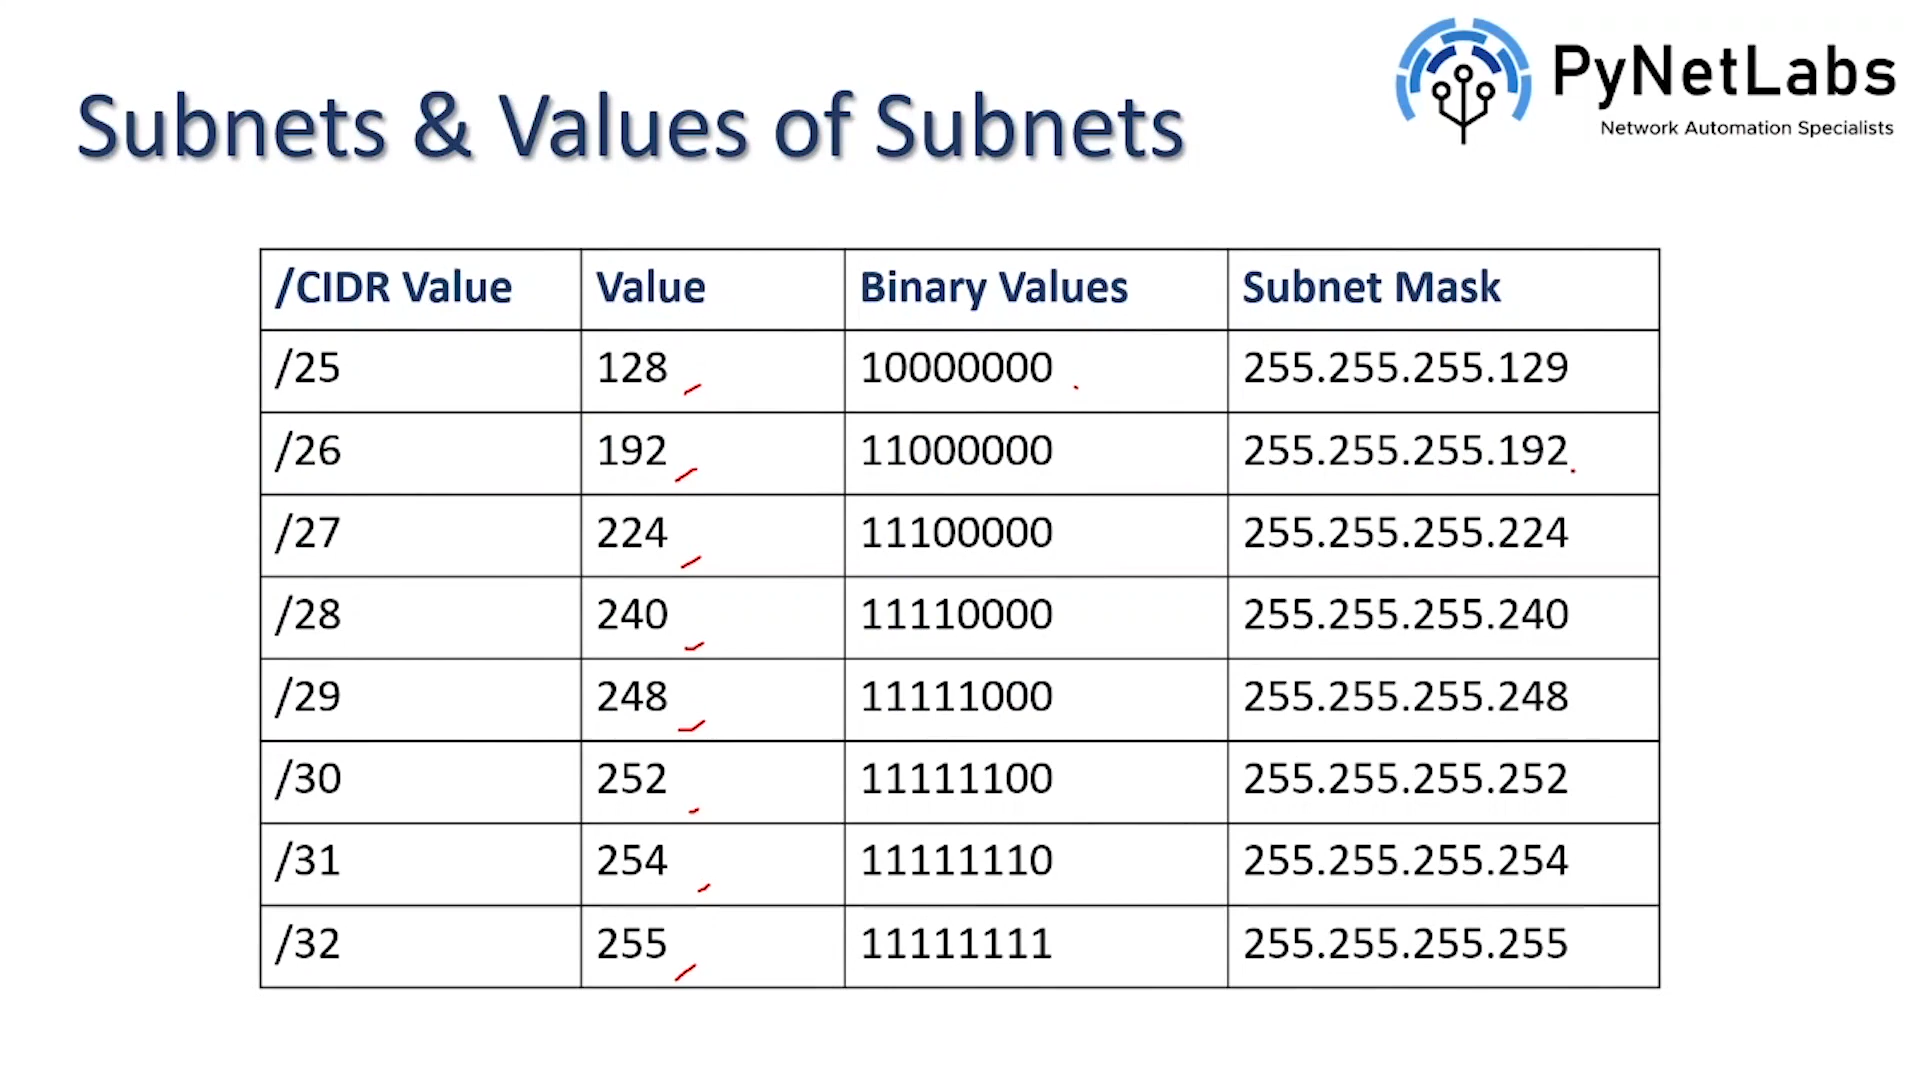 PyNetLabs
Network Automation Specialists
Subnets & Values of Subnets
/CIDR Value Value Binary Values Subnet Mask
/25 128 10000000 255.255.255.129
/26 192 11000000 255.255.255.192
/27 224 11100000 255.255.255.224
/28 240 11110000 255.255.255.240
/29 248 11111000 255.255.255.248
/30 252 11111100 255.255.255.252
/31 254 11111110 255.255.255.254
/32 255 11111111 255.255.255.255